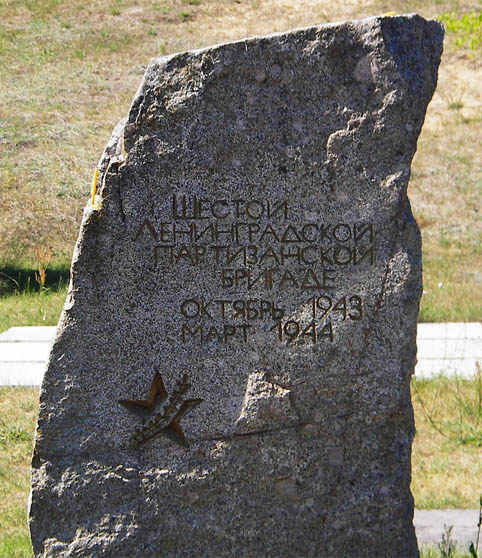 Шестой
Ленинградской
партизанской
бригаде
октябрь 1943
март 1944